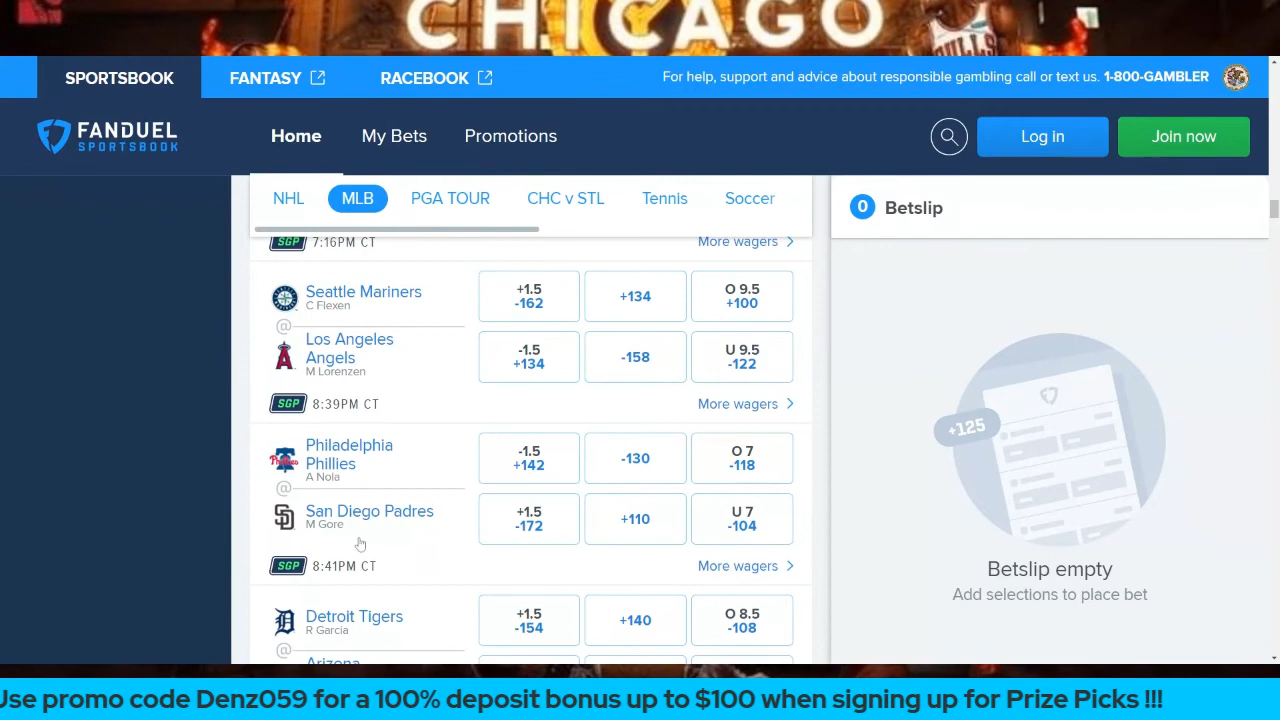 CHICAGO
BULLS
SPORTSBOOK FANTASY RACEBOOK For help, support and advice about responsible gambling call or text us. 1-800-GAMBLER
FANDUEL
SPORTSBOOK
Home My Bets Promotions Log in Join now
NHL MLB PGA TOUR CHC v STL Tennis Soccer
0 Betslip
SGP 7:16PM CT More wagers
Seattle Mariners
C Flexen
+1.5 -162 +134 O 9.5 +100
@
Los Angeles
Angels
M Lorenzen
-1.5 +134 -158 U 9.5 -122
SGP 8:39PM CT More wagers
Philadelphia
Phillies
A Nola
-1.5 +142 -130 O 7 -118
@
San Diego Padres
M Gore
+1.5 -172 +110 U 7 -104
SGP 8:41PM CT More wagers
Detroit Tigers
R Garcia
+1.5 -154 +140 O 8.5 -108
@
Arizona
+125
Betslip empty
Add selections to place bet
Use promo code Denz059 for a 100% deposit bonus up to $100 when signing up for Prize Picks !!!